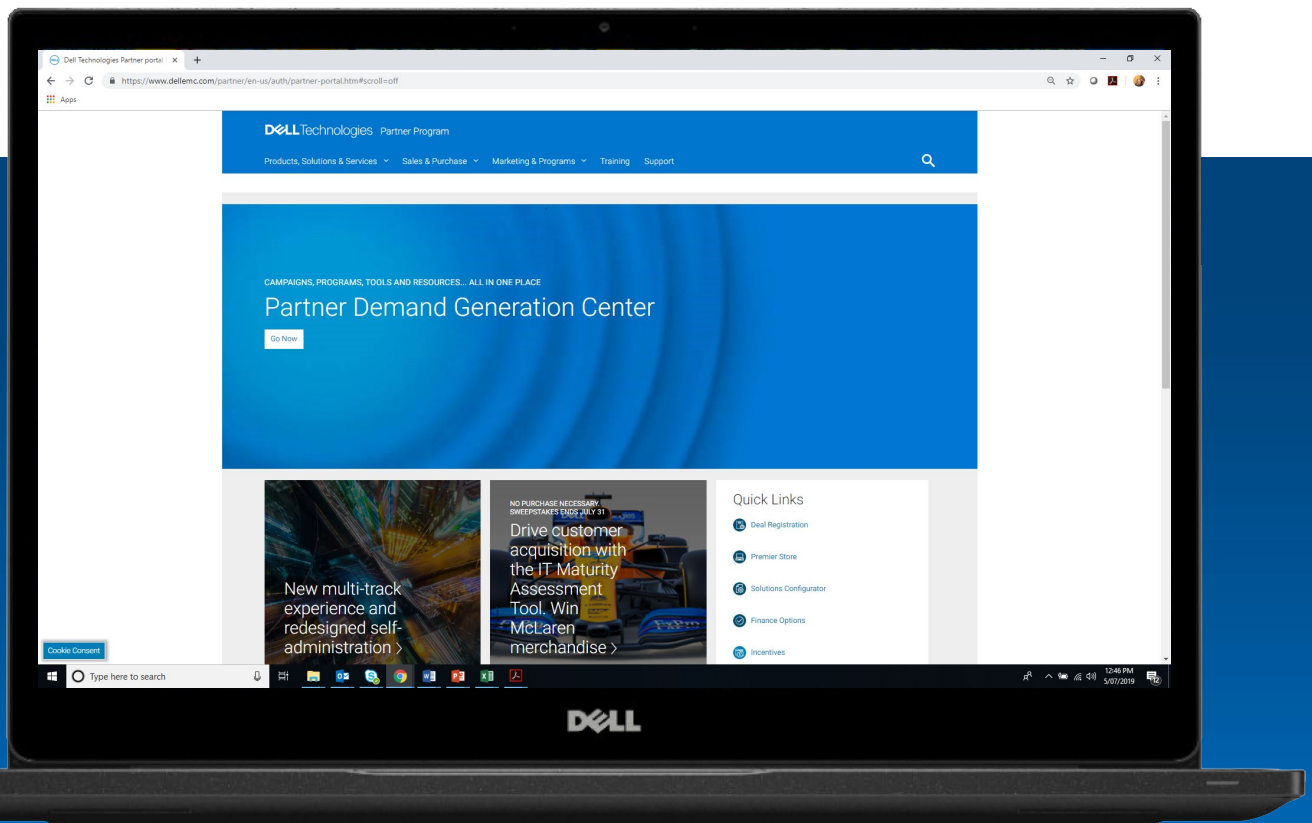 Dell Technologies Partner portal
https://www.dellemc.com/partner/en-us/auth/partner-portal.htm#scroll=off
Apps
DELLTechnologies Partner Program
Products, Solutions & Services
Sales & Purchase
Marketing & Programs
Training
Support
CAMPAIGNS, PROGRAMS, TOOLS AND RESOURCES... ALL IN ONE PLACE
Partner Demand Generation Center
Go Now
New multi-track
experience and
redesigned self-
administration >
NO PURCHASE NECESSARY.
SWEEPSTAKES ENDS JULY 31
Drive customer
acquisition with
the IT Maturity
Assessment
Tool. Win
McLaren
merchandise >
Quick Links
Deal Registration
Premier Store
Solutions Configurator
Finance Options
Incentives
Cookie Consent
Type here to search
12:46 PM
5/07/2019
DELL